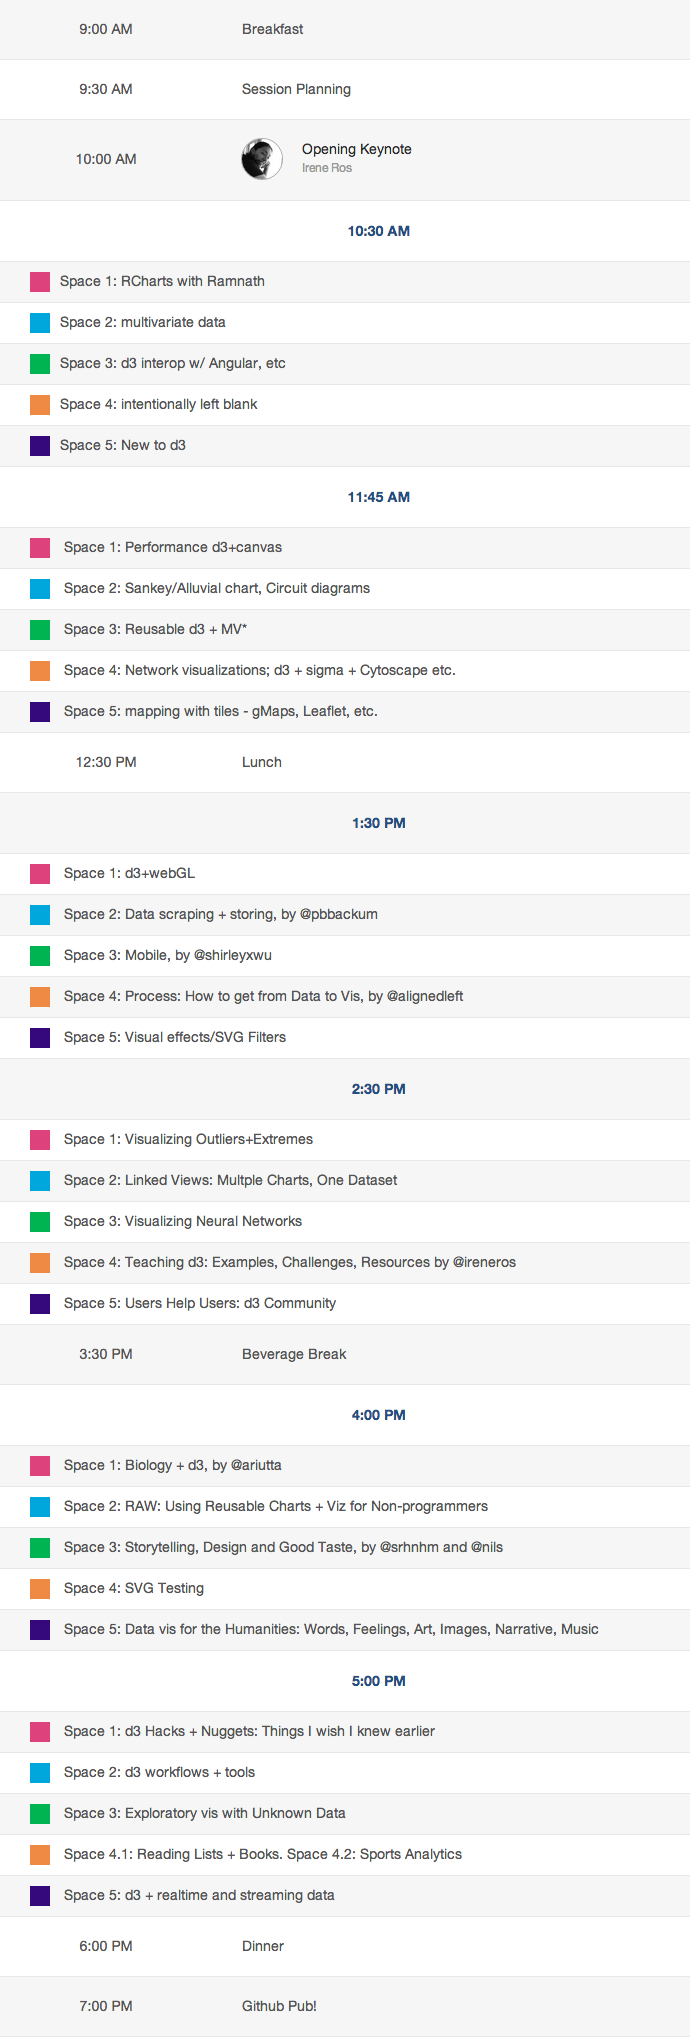 9:00 AM Breakfast
9:30 AM Session Planning
10:00 AM Opening Keynote
Irene Ros
10:30 AM
Space 1: RCharts with Ramnath
Space 2: multivariate data
Space 3: d3 interop w/ Angular, etc
Space 4: intentionally left blank
Space 5: New to d3
11:45 AM
Space 1: Performance d3+canvas
Space 2: Sankey/Alluvial chart, Circuit diagrams
Space 3: Reusable d3 + MV*
Space 4: Network visualizations; d3 + sigma + Cytoscape etc.
Space 5: mapping with tiles - gMaps, Leaflet, etc.
12:30 PM Lunch
1:30 PM
Space 1: d3+webGL
Space 2: Data scraping + storing, by @pbbackum
Space 3: Mobile, by @shirleyxwu
Space 4: Process: How to get from Data to Vis, by @alignedleft
Space 5: Visual effects/SVG Filters
2:30 PM
Space 1: Visualizing Outliers+Extremes
Space 2: Linked Views: Multple Charts, One Dataset
Space 3: Visualizing Neural Networks
Space 4: Teaching d3: Examples, Challenges, Resources by @ireneros
Space 5: Users Help Users: d3 Community
3:30 PM Beverage Break
4:00 PM
Space 1: Biology + d3, by @ariutta
Space 2: RAW: Using Reusable Charts + Viz for Non-programmers
Space 3: Storytelling, Design and Good Taste, by @srhnhm and @nils
Space 4: SVG Testing
Space 5: Data vis for the Humanities: Words, Feelings, Art, Images, Narrative, Music
5:00 PM
Space 1: d3 Hacks + Nuggets: Things I wish I knew earlier
Space 2: d3 workflows + tools
Space 3: Exploratory vis with Unknown Data
Space 4.1: Reading Lists + Books. Space 4.2: Sports Analytics
Space 5: d3 + realtime and streaming data
6:00 PM Dinner
7:00 PM Github Pub!